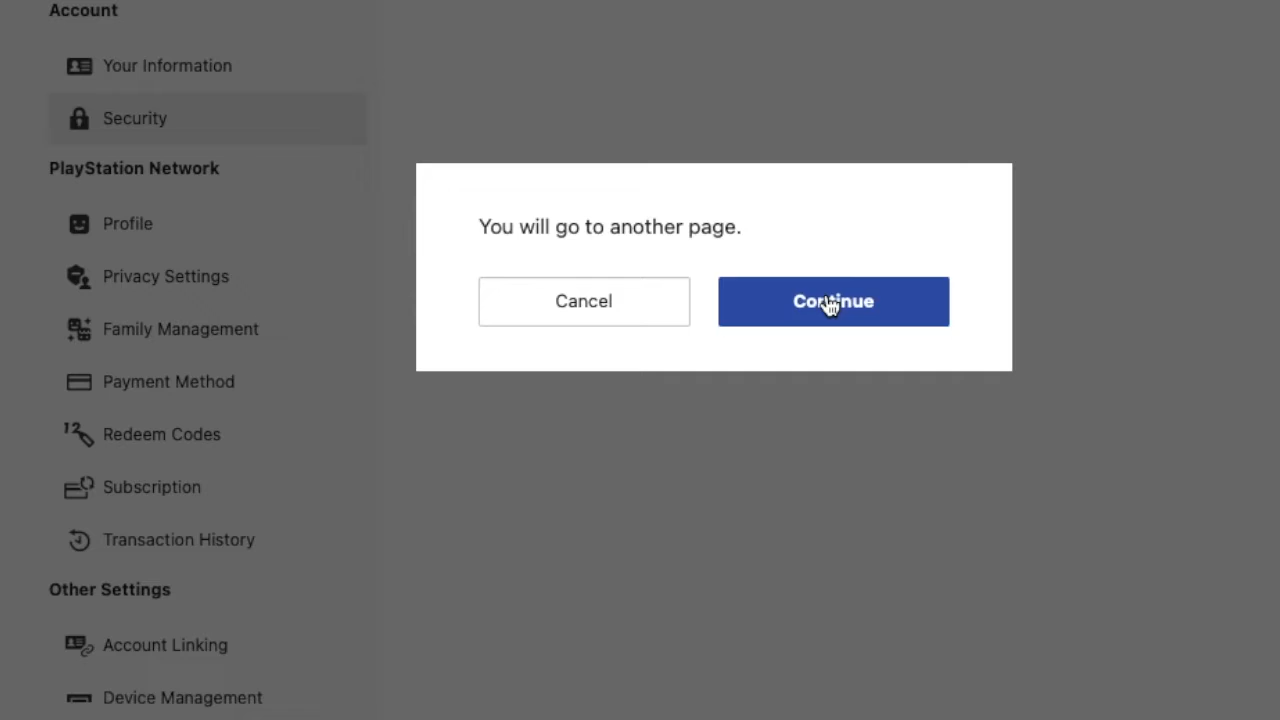 Account
Your Information
Security
PlayStation Network
Profile
Privacy Settings
Family Management
Payment Method
Redeem Codes
Subscription
Transaction History
Other Settings
Account Linking
Device Management
You will go to another page.
Cancel
Continue